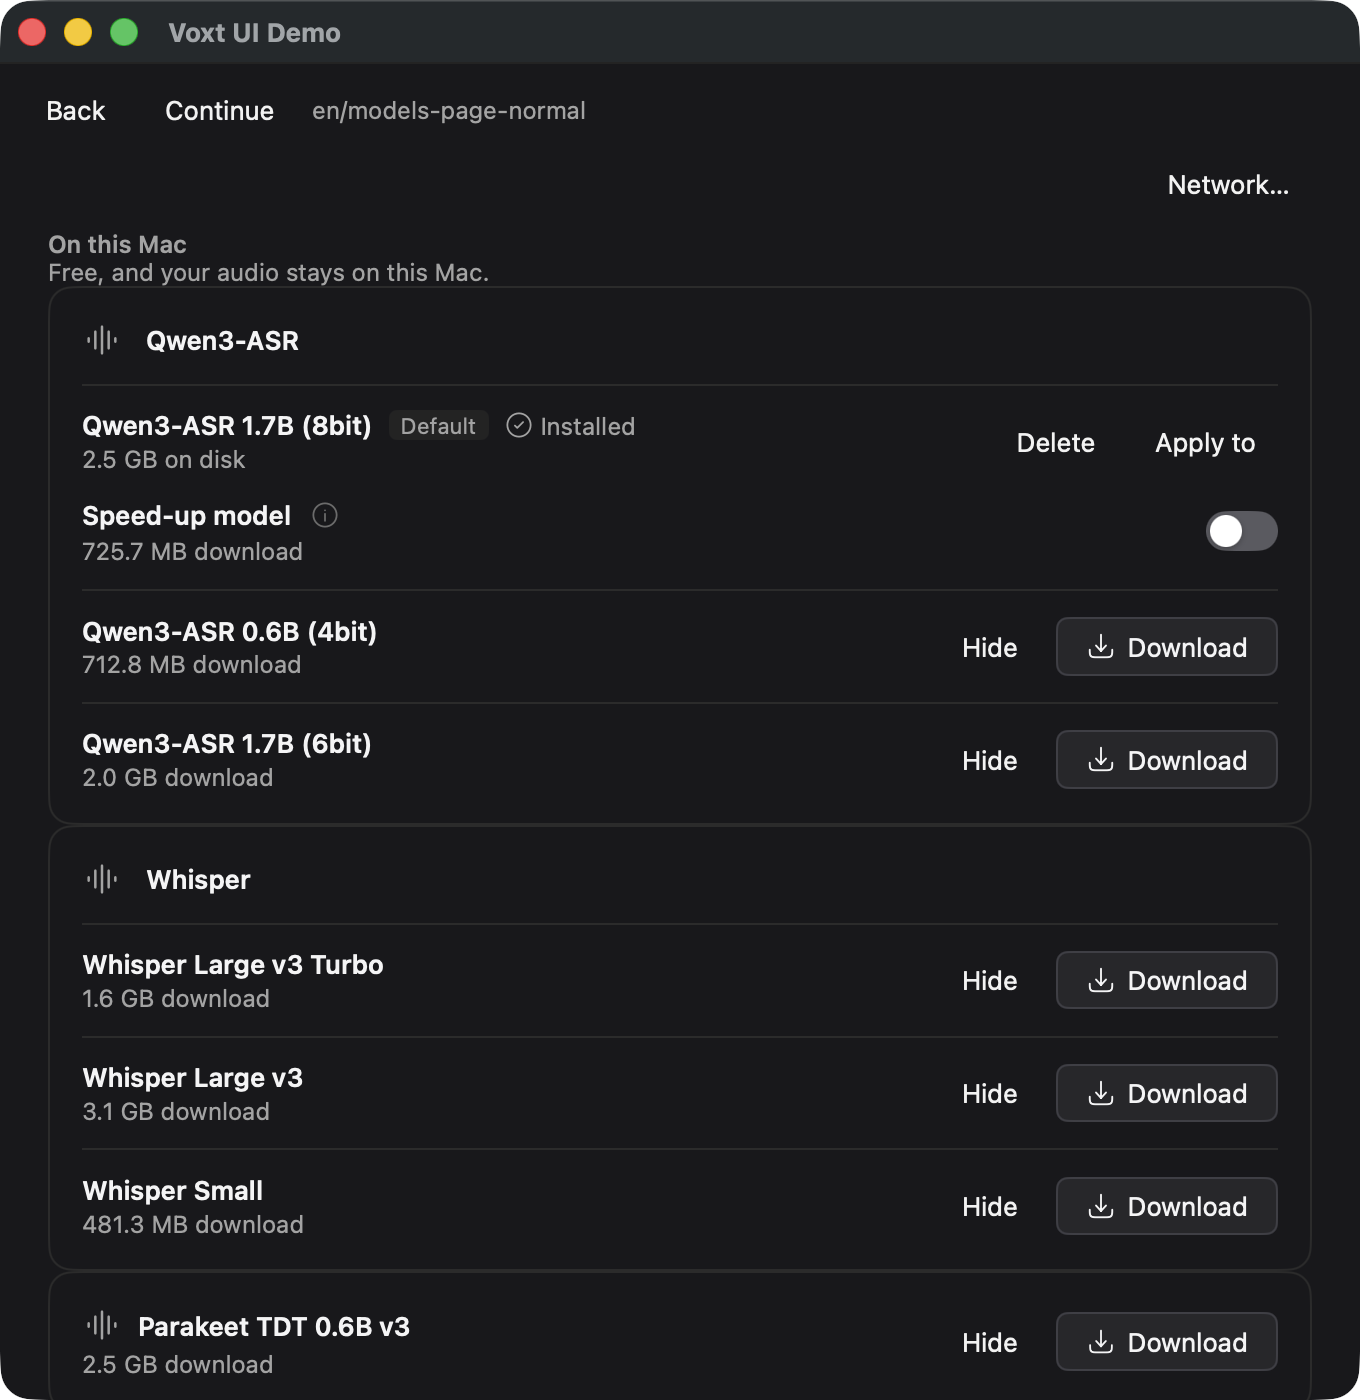 Voxt UI Demo
Back Continue en/models-page-normal
Network...
On this Mac
Free, and your audio stays on this Mac.
Qwen3-ASR
Qwen3-ASR 1.7B (8bit) Default Installed
2.5 GB on disk
Delete Apply to
Speed-up model
725.7 MB download
Qwen3-ASR 0.6B (4bit)
712.8 MB download
Hide Download
Qwen3-ASR 1.7B (6bit)
2.0 GB download
Hide Download
Whisper
Whisper Large v3 Turbo
1.6 GB download
Hide Download
Whisper Large v3
3.1 GB download
Hide Download
Whisper Small
481.3 MB download
Hide Download
Parakeet TDT 0.6B v3
2.5 GB download
Hide Download